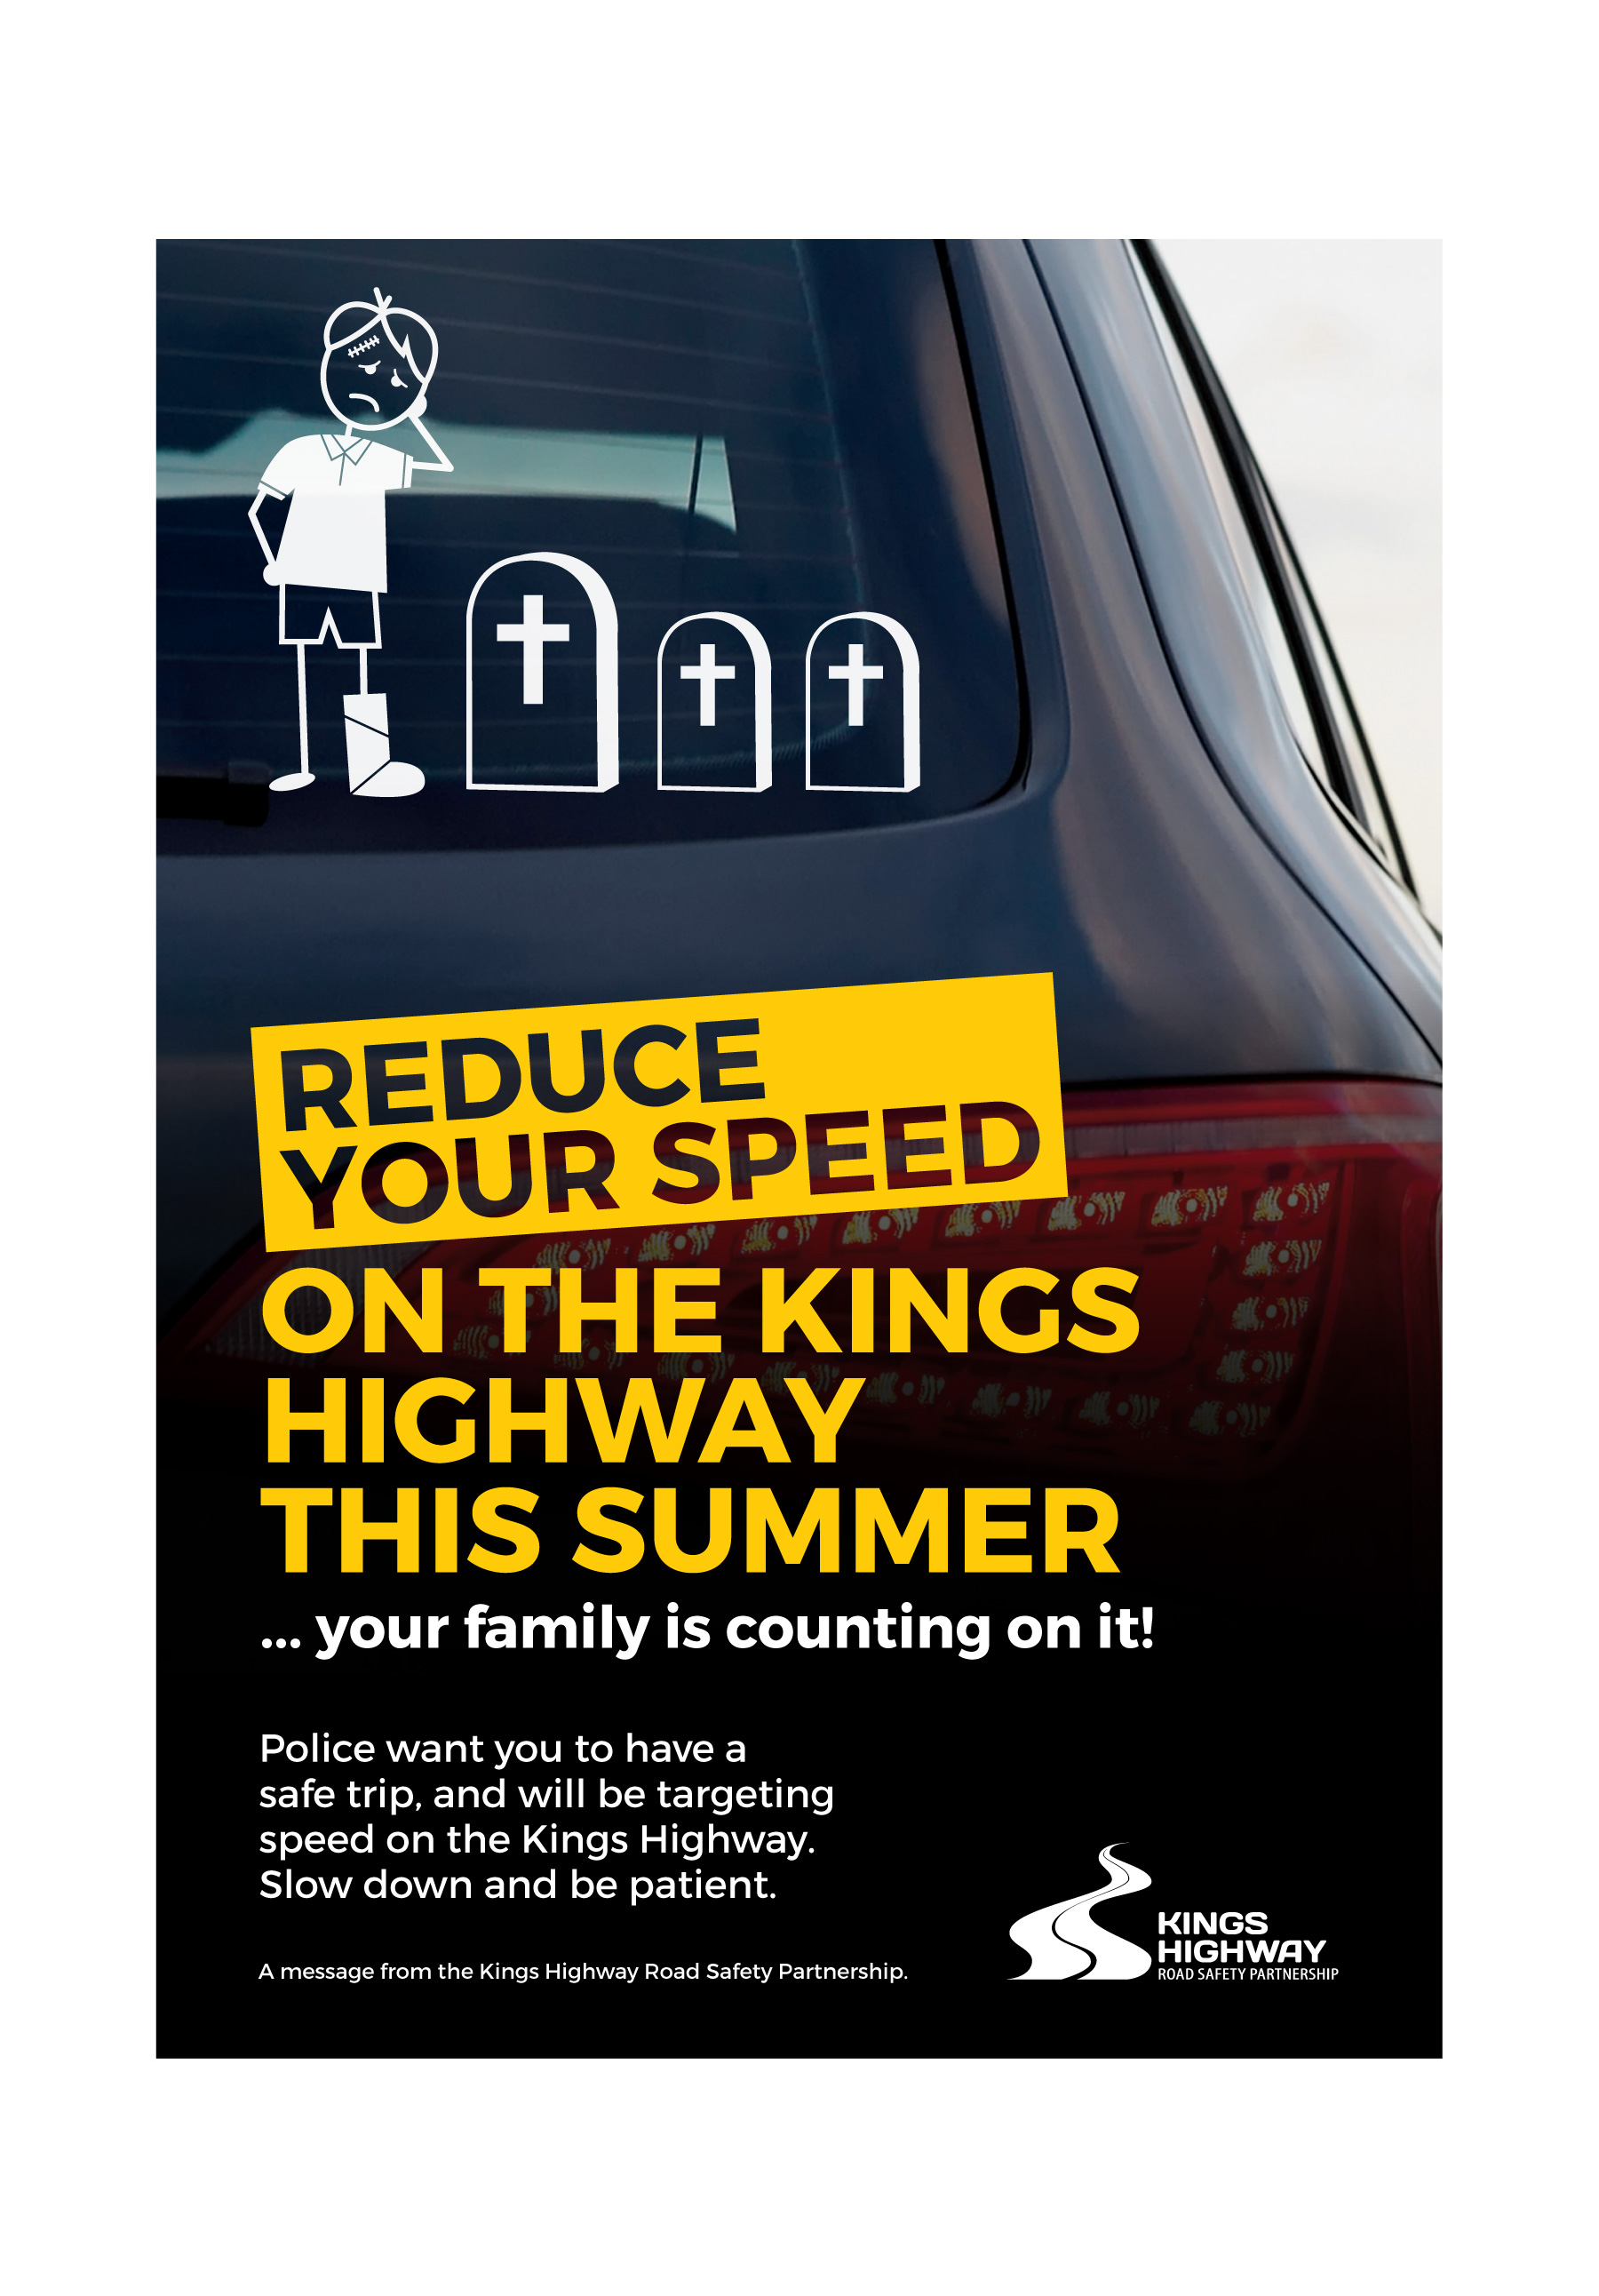 REDUCE
YOUR SPEED
ON THE KINGS
HIGHWAY
THIS SUMMER
... your family is counting on it!
Police want you to have a
safe trip, and will be targeting
speed on the Kings Highway.
Slow down and be patient.
A message from the Kings Highway Road Safety Partnership.
KINGS
HIGHWAY
ROAD SAFETY PARTNERSHIP